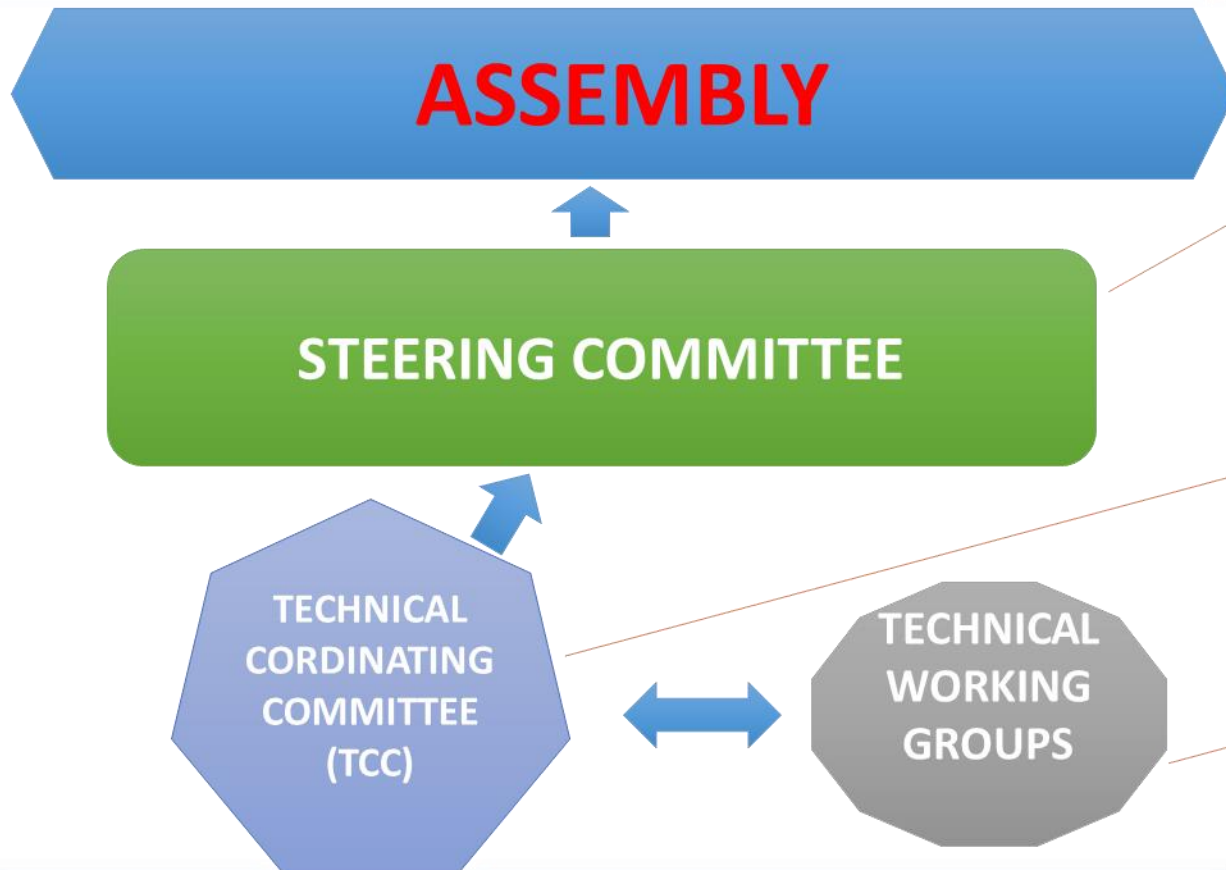 ASSEMBLY
STEERING COMMITTEE
TECHNICAL
CORDINATING
COMMITTEE
(TCC)
TECHNICAL
WORKING
GROUPS